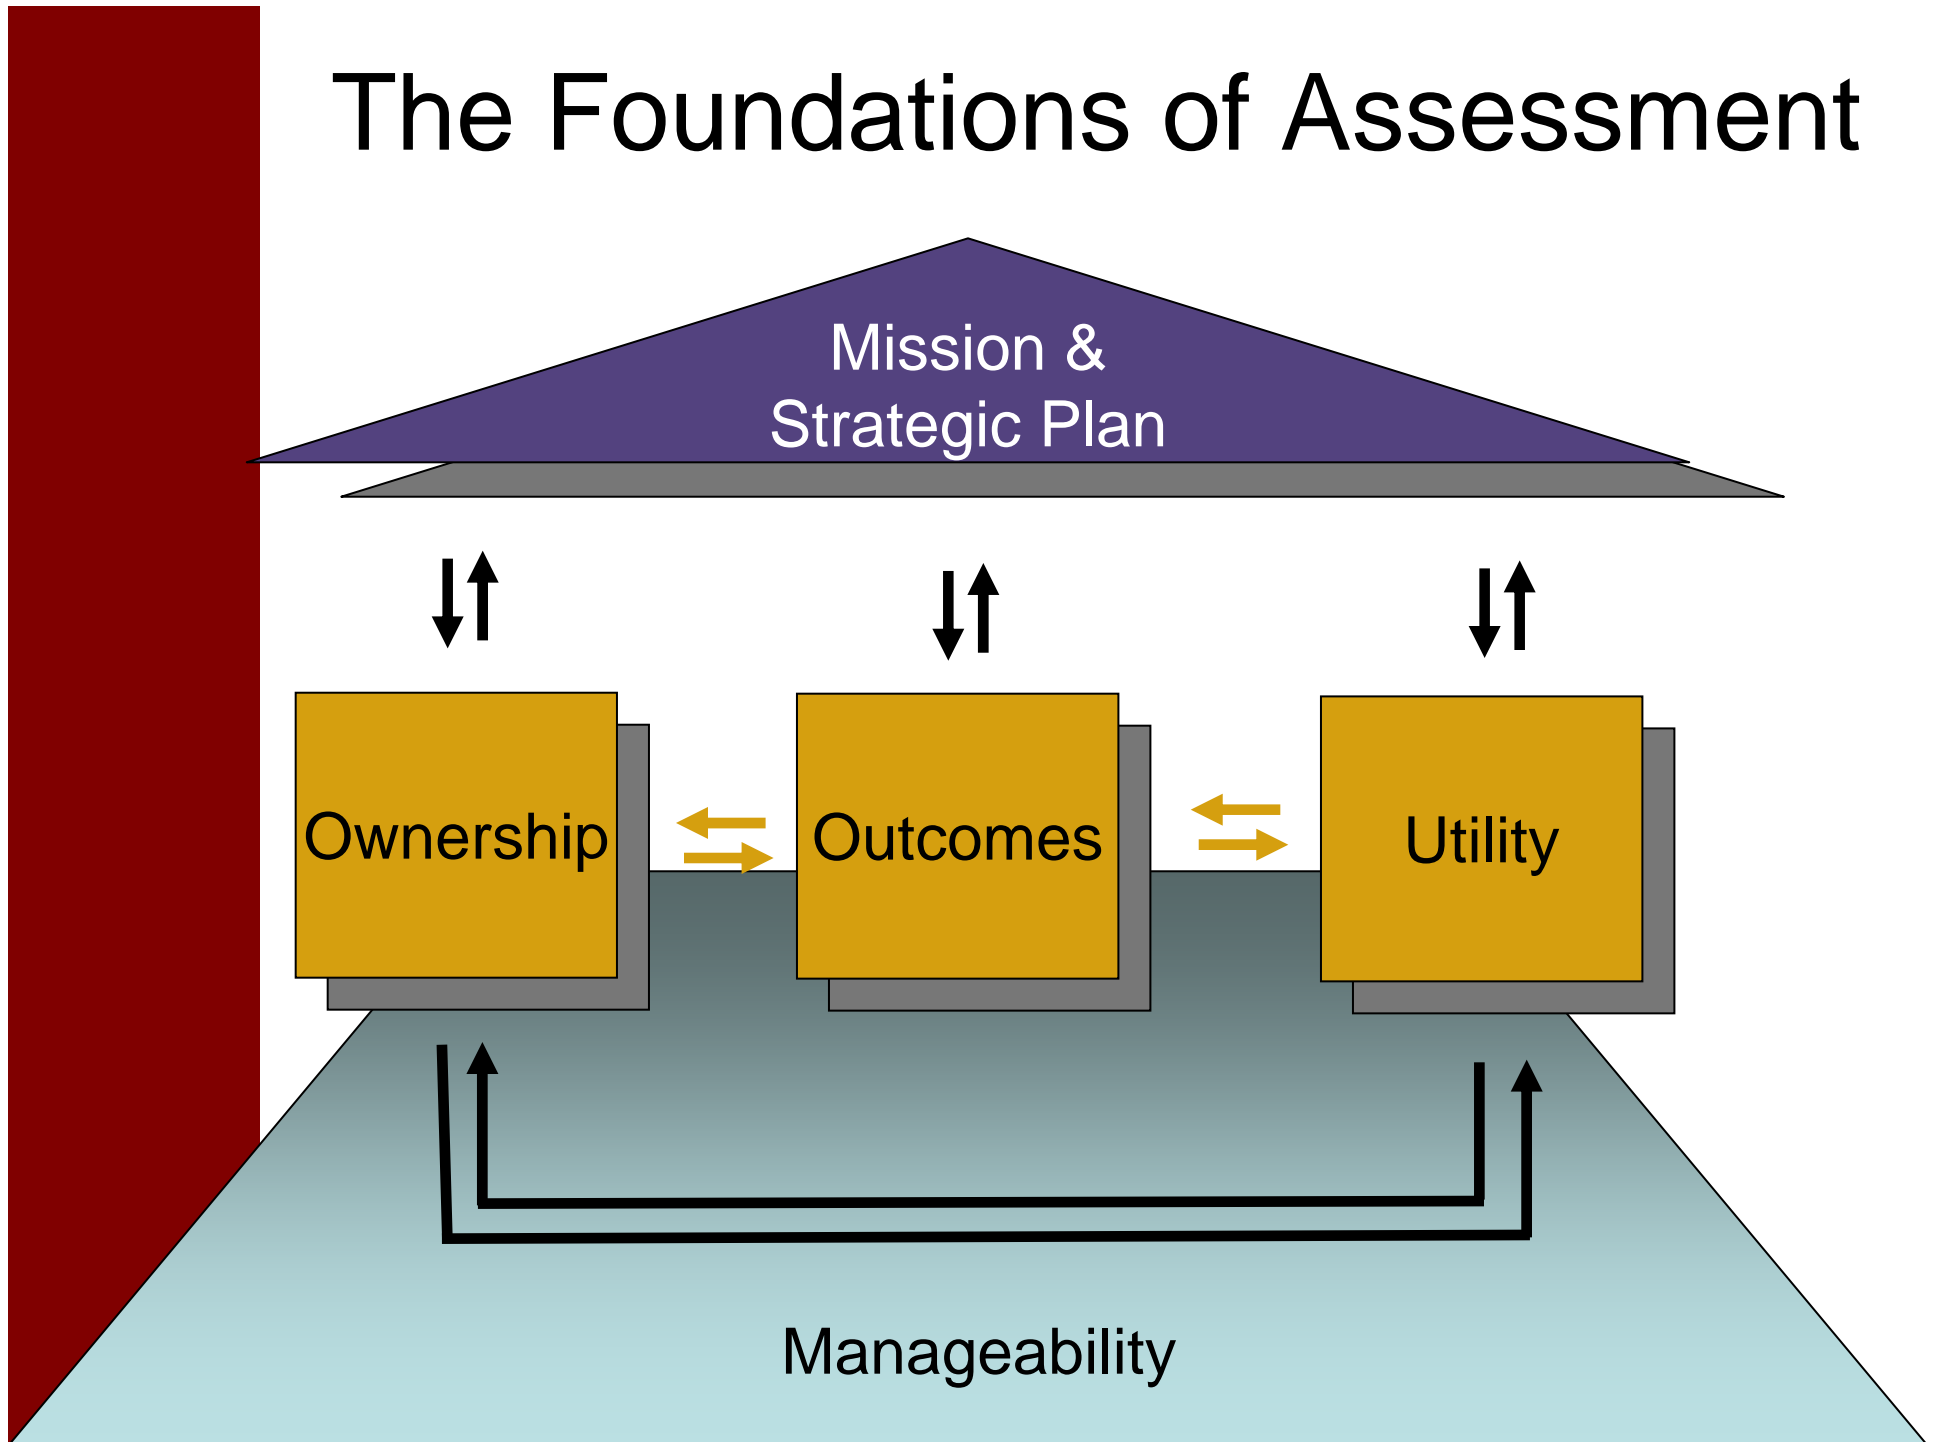 The Foundations of Assessment
Mission &
Strategic Plan
Ownership
Outcomes
Utility
Manageability